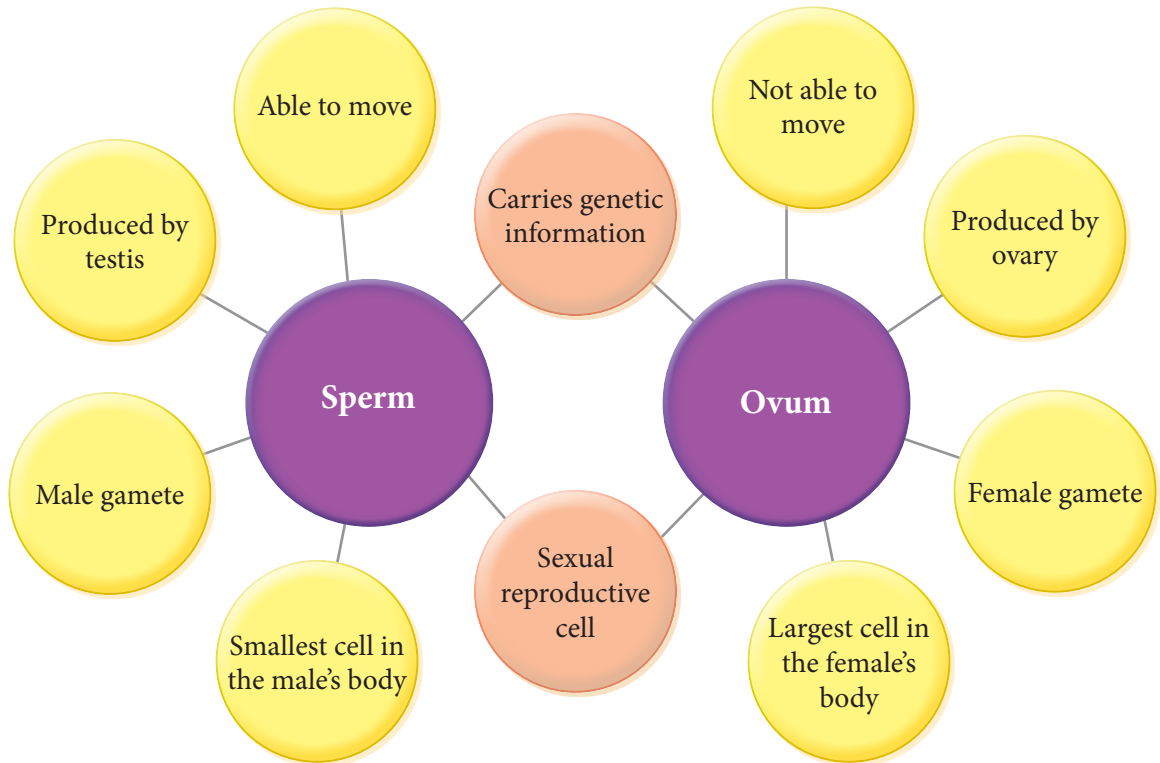 Able to move
Not able to
move
Carries genetic
information
Produced by
testis
Produced by
ovary
Sperm
Ovum
Male gamete
Female gamete
Sexual
reproductive
cell
Smallest cell in
the male’s body
Largest cell in
the female’s
body